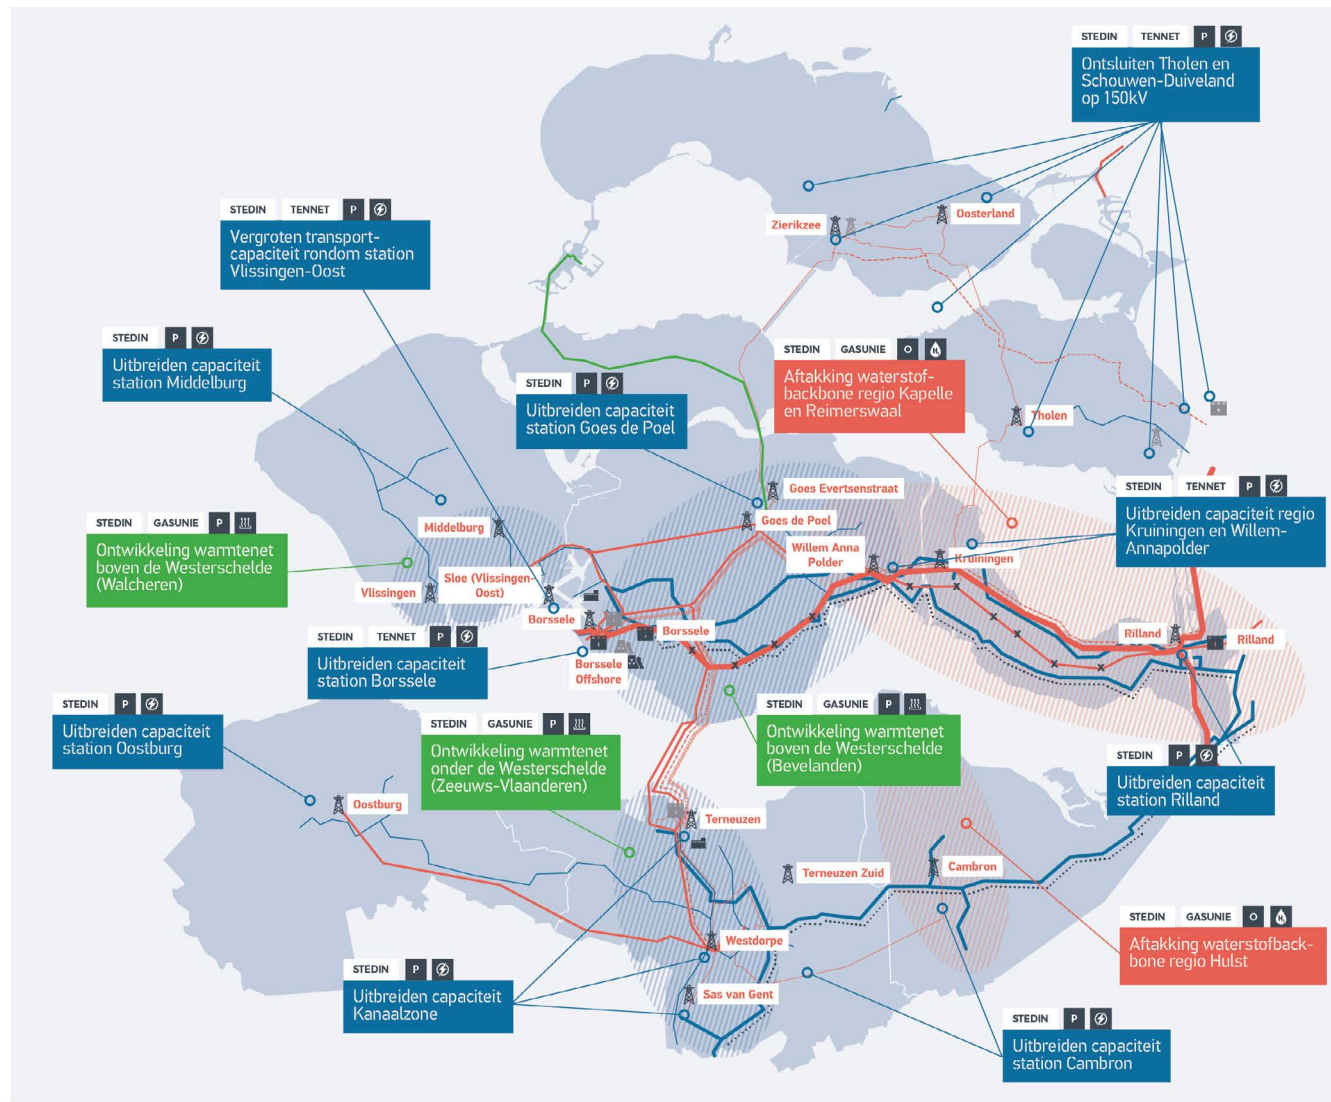 STEDIN TENNET P
Ontsluiten Tholen en
Schouwen-Duiveland
op 150kV
STEDIN TENNET P
Vergroten transport-
capaciteit rondom station
Vlissingen-Oost
Zierikzee
Oosterland
STEDIN P
Uitbreiden capaciteit
station Middelburg
STEDIN GASUNIE O H
Aftakking waterstof-
backbone regio Kapelle
en Reimerswaal
STEDIN P
Uitbreiden capaciteit
station Goes de Poel
Tholen
STEDIN TENNET P
Uitbreiden capaciteit regio
Kruiningen en Willem-
Annapolder
Goes Evertsenstraat
Goes de Poel
Middelburg
STEDIN GASUNIE P
Ontwikkeling warmtenet
boven de Westerschelde
(Walcheren)
Willem Anna
Polder
Kruiningen
Vlissingen
Sloe (Vlissingen-
Oost)
Borssele
Borssele
Rilland
Rilland
STEDIN TENNET P
Uitbreiden capaciteit
station Borssele
Borssele
Offshore
STEDIN P
Uitbreiden capaciteit
station Oostburg
STEDIN GASUNIE P
Ontwikkeling warmtenet
onder de Westerschelde
(Zeeuws-Vlaanderen)
STEDIN GASUNIE P
Ontwikkeling warmtenet
boven de Westerschelde
(Bevelanden)
STEDIN P
Uitbreiden capaciteit
station Rilland
Oostburg
Terneuzen
Terneuzen Zuid
Cambron
STEDIN GASUNIE O H
Aftakking waterstofback-
bone regio Hulst
Westdorpe
STEDIN P
Uitbreiden capaciteit
Kanaalzone
Sas van Gent
STEDIN P
Uitbreiden capaciteit
station Cambron